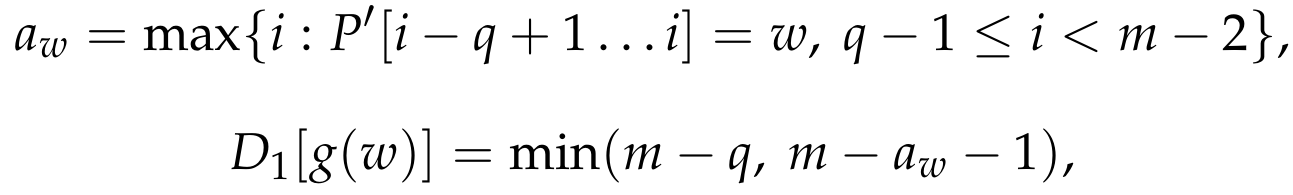 a_w = max{i : P′[i − q + 1 … i] = w, q − 1 ≤ i < m − 2},
D_1[g(w)] = min(m − q, m − a_w − 1),